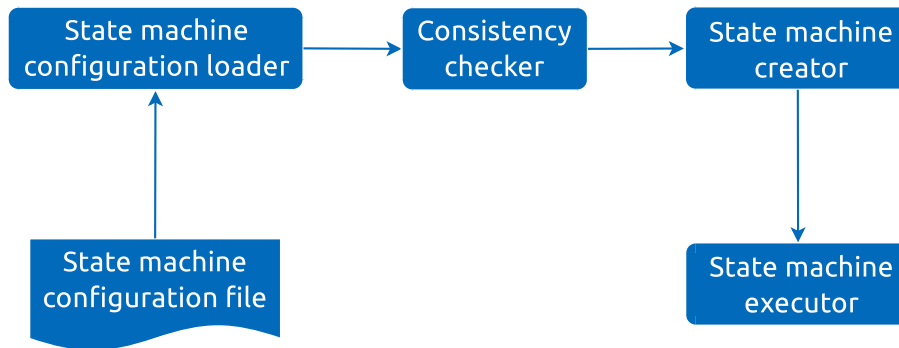 State machine
configuration loader
Consistency
checker
State machine
creator
State machine
configuration file
State machine
executor